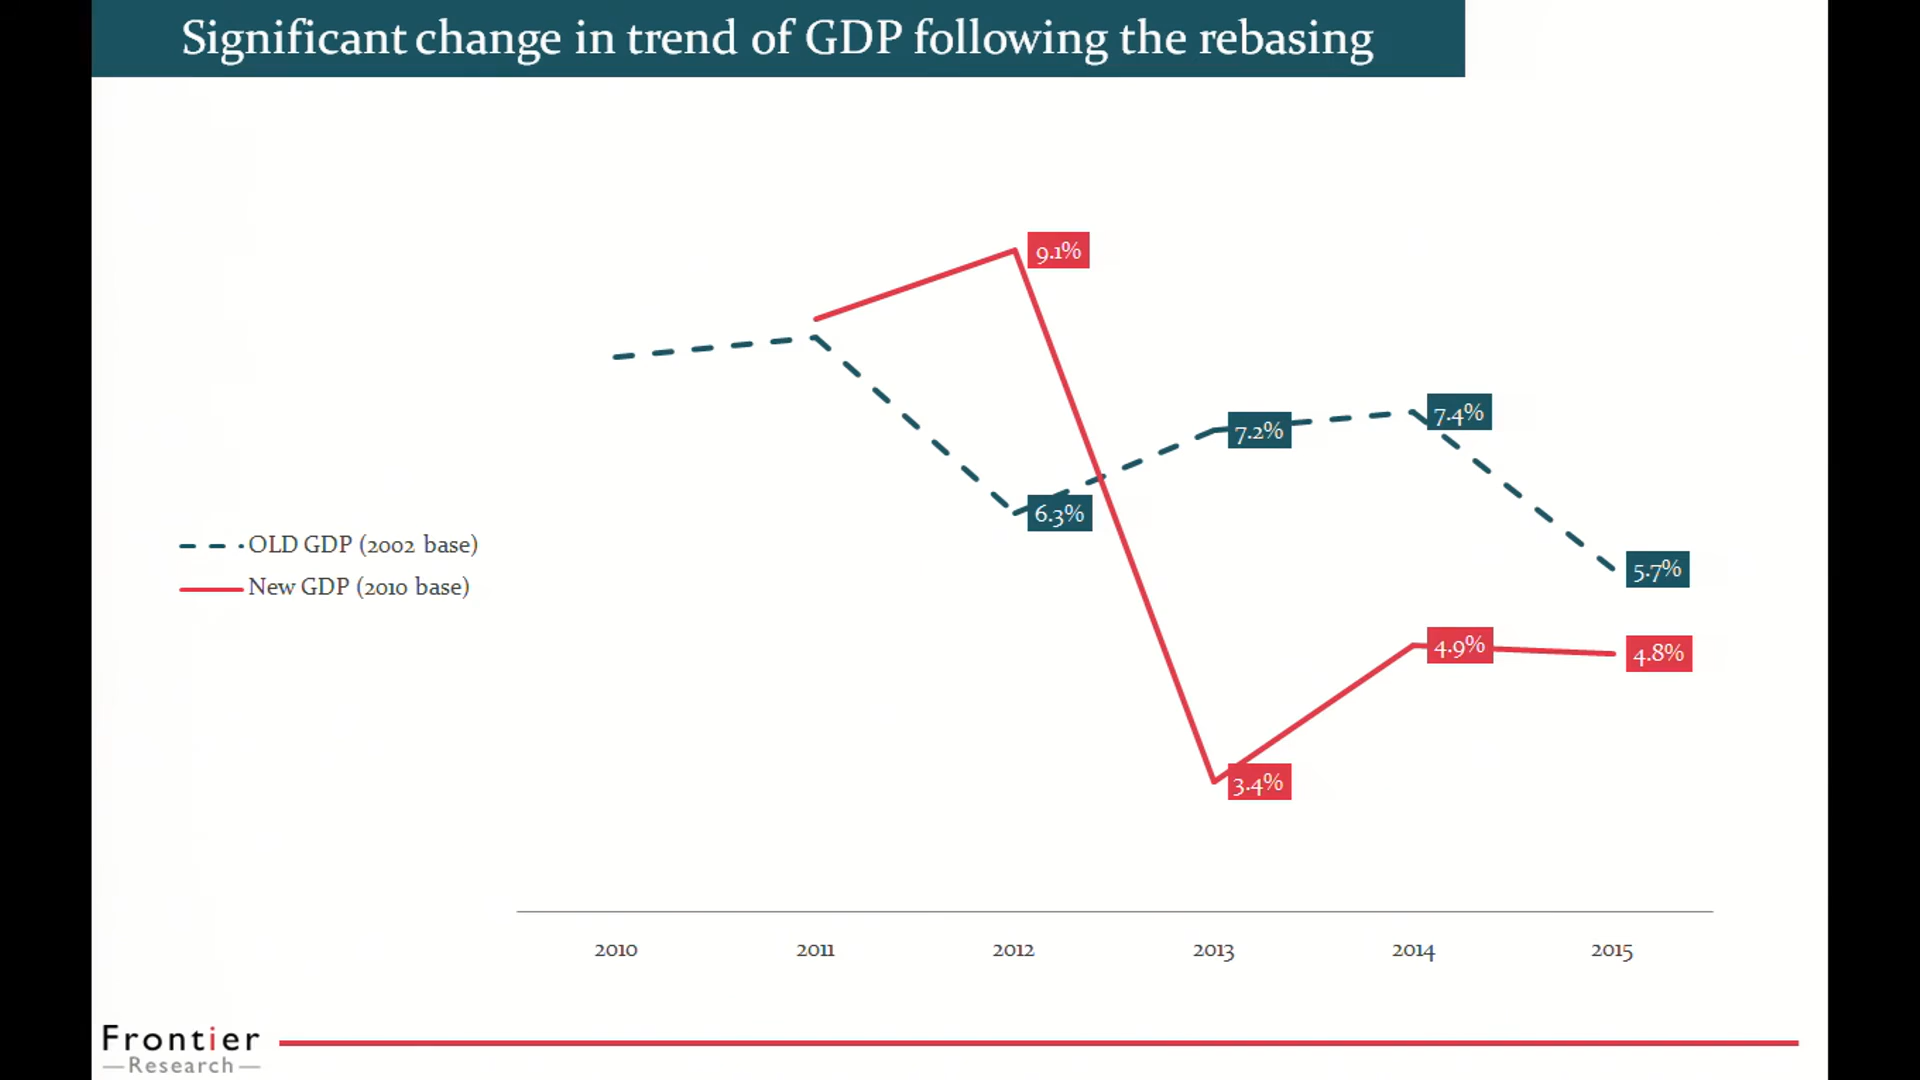 Significant change in trend of GDP following the rebasing
9.1%
7.4%
7.2%
6.3%
OLD GDP (2002 base)
5.7%
New GDP (2010 base)
4.9%
4.8%
3.4%
2010 2011 2012 2013 2014 2015
Frontier
Research